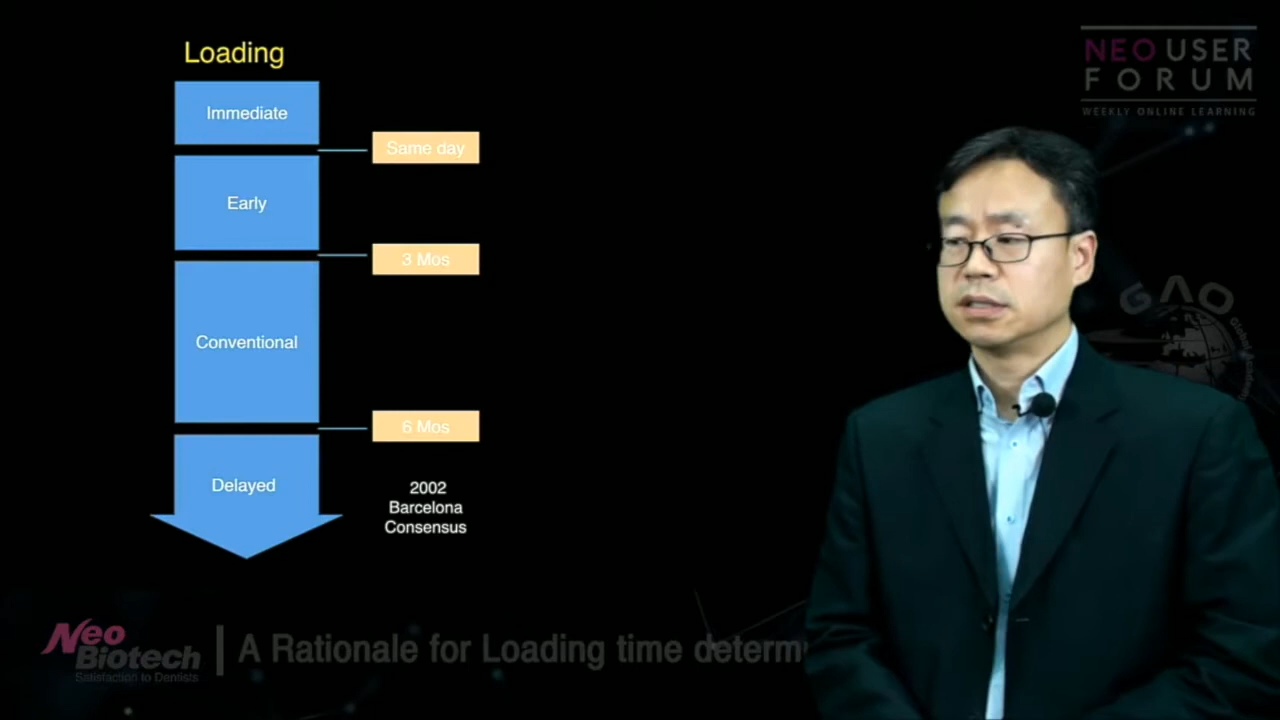 Loading
Immediate
Same day
Early
3 Mos
Conventional
6 Mos
Delayed
2002
Barcelona
Consensus
NEO USER
FORUM
WEEKLY ONLINE LEARNING
GAO
Neo
Biotech
Satisfaction to Dentists
A Rationale for Loading time